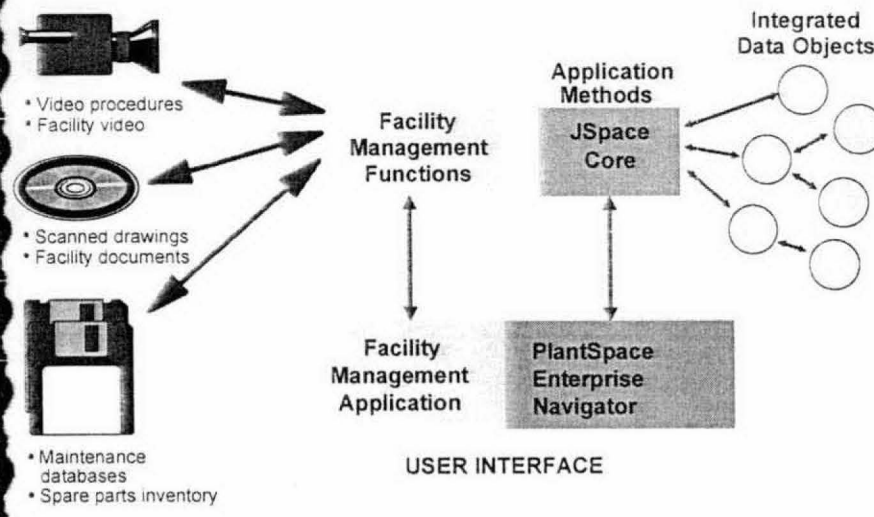 • Video procedures
• Facility video
• Scanned drawings
• Facility documents
• Maintenance
databases
• Spare parts inventory
Facility
Management
Functions
Facility
Management
Application
Application
Methods
JSpace
Core
PlantSpace
Enterprise
Navigator
Integrated
Data Objects
USER INTERFACE